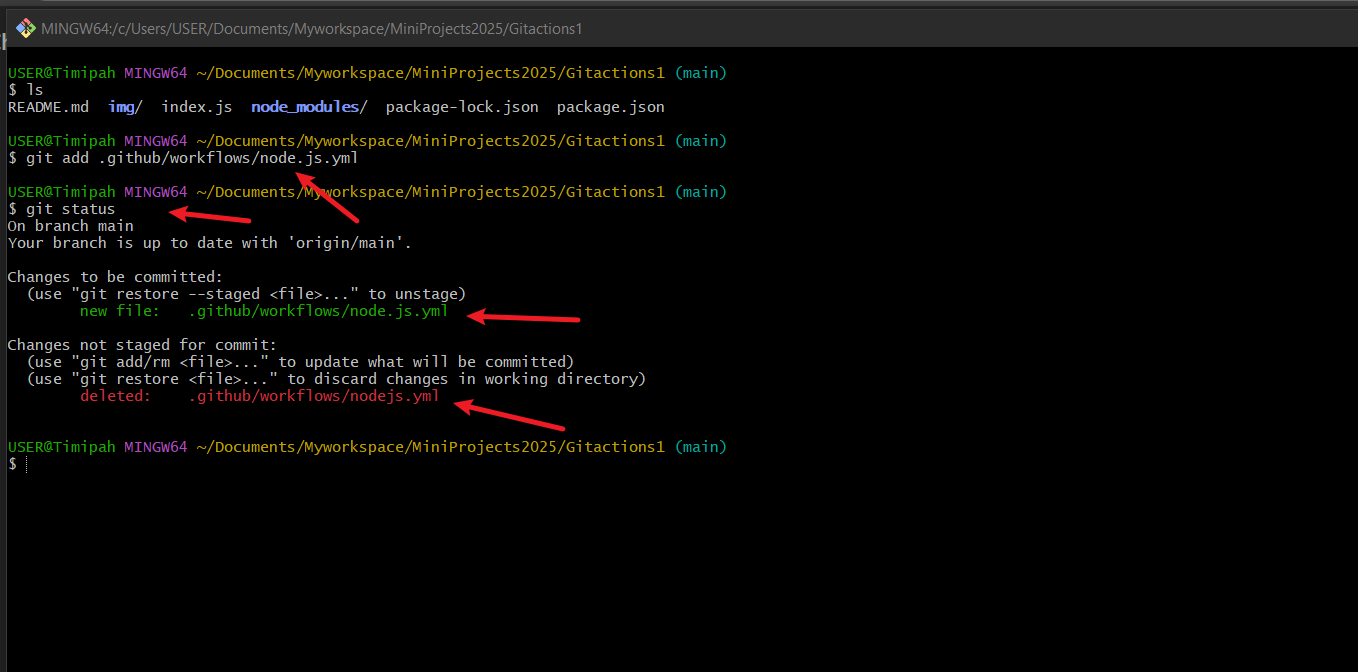 MINGW64:/c/Users/USER/Documents/Myworkspace/MiniProjects2025/Gitactions1
USER@Timipah MINGW64 ~/Documents/Myworkspace/MiniProjects2025/Gitactions1 (main)
$ ls
README.md  img/  index.js  node_modules/  package-lock.json  package.json
USER@Timipah MINGW64 ~/Documents/Myworkspace/MiniProjects2025/Gitactions1 (main)
$ git add .github/workflows/node.js.yml
USER@Timipah MINGW64 ~/Documents/Myworkspace/MiniProjects2025/Gitactions1 (main)
$ git status
On branch main
Your branch is up to date with 'origin/main'.
Changes to be committed:
  (use "git restore --staged <file>..." to unstage)
        new file:   .github/workflows/node.js.yml
Changes not staged for commit:
  (use "git add/rm <file>..." to update what will be committed)
  (use "git restore <file>..." to discard changes in working directory)
        deleted:    .github/workflows/nodejs.yml
USER@Timipah MINGW64 ~/Documents/Myworkspace/MiniProjects2025/Gitactions1 (main)
$